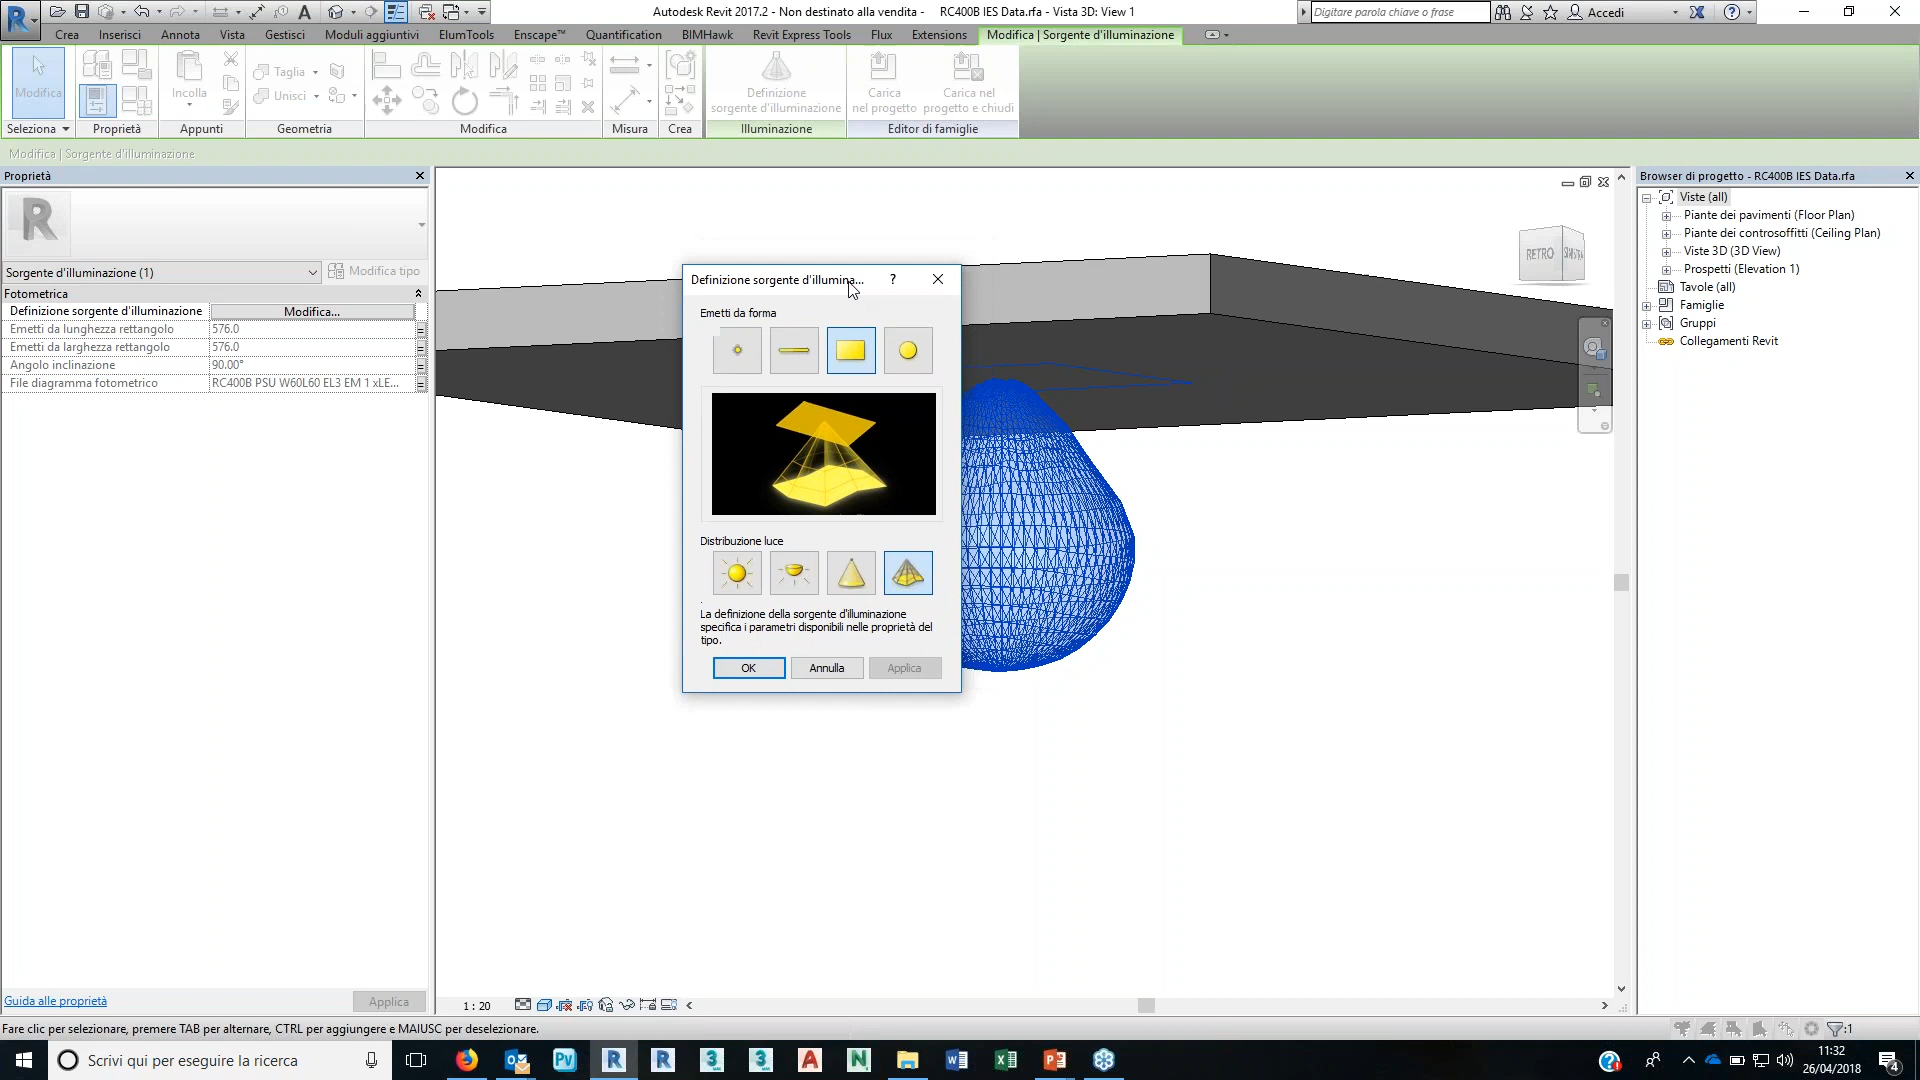 Autodesk Revit 2017.2 - Non destinato alla vendita - RC400B IES Data.rfa - Vista 3D: View 1
Digitare parola chiave o frase
Accedi
Crea Inserisci Annota Vista Gestisci Moduli aggiuntivi ElumTools Enscape™ Quantification BIMHawk Revit Express Tools Flux Extensions Modifica | Sorgente d'illuminazione
Modifica
Incolla
Taglia
Unisci
Definizione
sorgente d'illuminazione
Carica
nel progetto
Carica nel
progetto e chiudi
Seleziona Proprietà Appunti Geometria Modifica Misura Crea Illuminazione Editor di famiglie
Modifica | Sorgente d'illuminazione
Proprietà
Sorgente d'illuminazione (1)
Modifica tipo
Fotometrica
Definizione sorgente d'illuminazione Modifica...
Emetti da lunghezza rettangolo 576.0
Emetti da larghezza rettangolo 576.0
Angolo inclinazione 90.00°
File diagramma fotometrico RC400B PSU W60L60 EL3 EM 1 xLE...
Guida alle proprietà
Applica
Definizione sorgente d'illumina...
?
Emetti da forma
Distribuzione luce
La definizione della sorgente d'illuminazione
specifica i parametri disponibili nelle proprietà del
tipo.
OK Annulla Applica
RETRO
Browser di progetto - RC400B IES Data.rfa
Viste (all)
Piante dei pavimenti (Floor Plan)
Piante dei controsoffitti (Ceiling Plan)
Viste 3D (3D View)
Prospetti (Elevation 1)
Tavole (all)
Famiglie
Gruppi
Collegamenti Revit
1 : 20
Fare clic per selezionare, premere TAB per alternare, CTRL per aggiungere e MAIUSC per deselezionare.
:1
Scrivi qui per eseguire la ricerca
11:32
26/04/2018
4